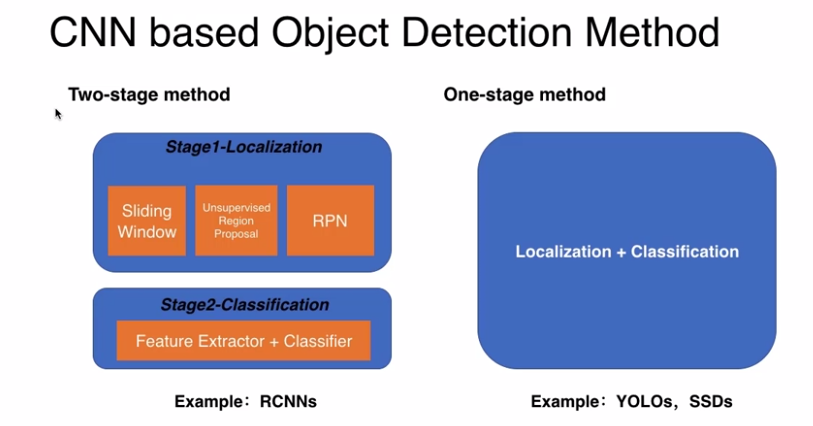 CNN based Object Detection Method
Two-stage method
Stage1-Localization
Sliding
Window
Unsupervised
Region
Proposal
RPN
Stage2-Classification
Feature Extractor + Classifier
Example：RCNNs
One-stage method
Localization + Classification
Example：YOLOs，SSDs